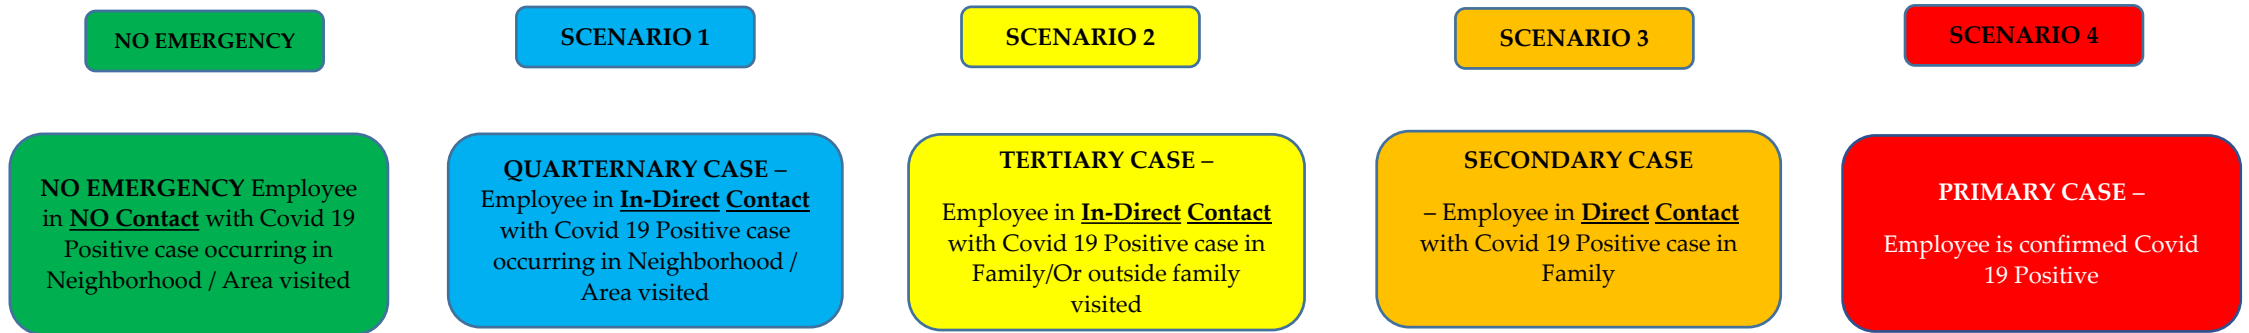 NO EMERGENCY
SCENARIO 1
SCENARIO 2
SCENARIO 3
SCENARIO 4
NO EMERGENCY Employee
in NO Contact with Covid 19
Positive case occurring in
Neighborhood / Area visited
QUARTERNARY CASE –
Employee in In-Direct Contact
with Covid 19 Positive case
occurring in Neighborhood /
Area visited
TERTIARY CASE –
Employee in In-Direct Contact
with Covid 19 Positive case in
Family/Or outside family
visited
SECONDARY CASE
– Employee in Direct Contact
with Covid 19 Positive case in
Family
PRIMARY CASE –
Employee is confirmed Covid
19 Positive